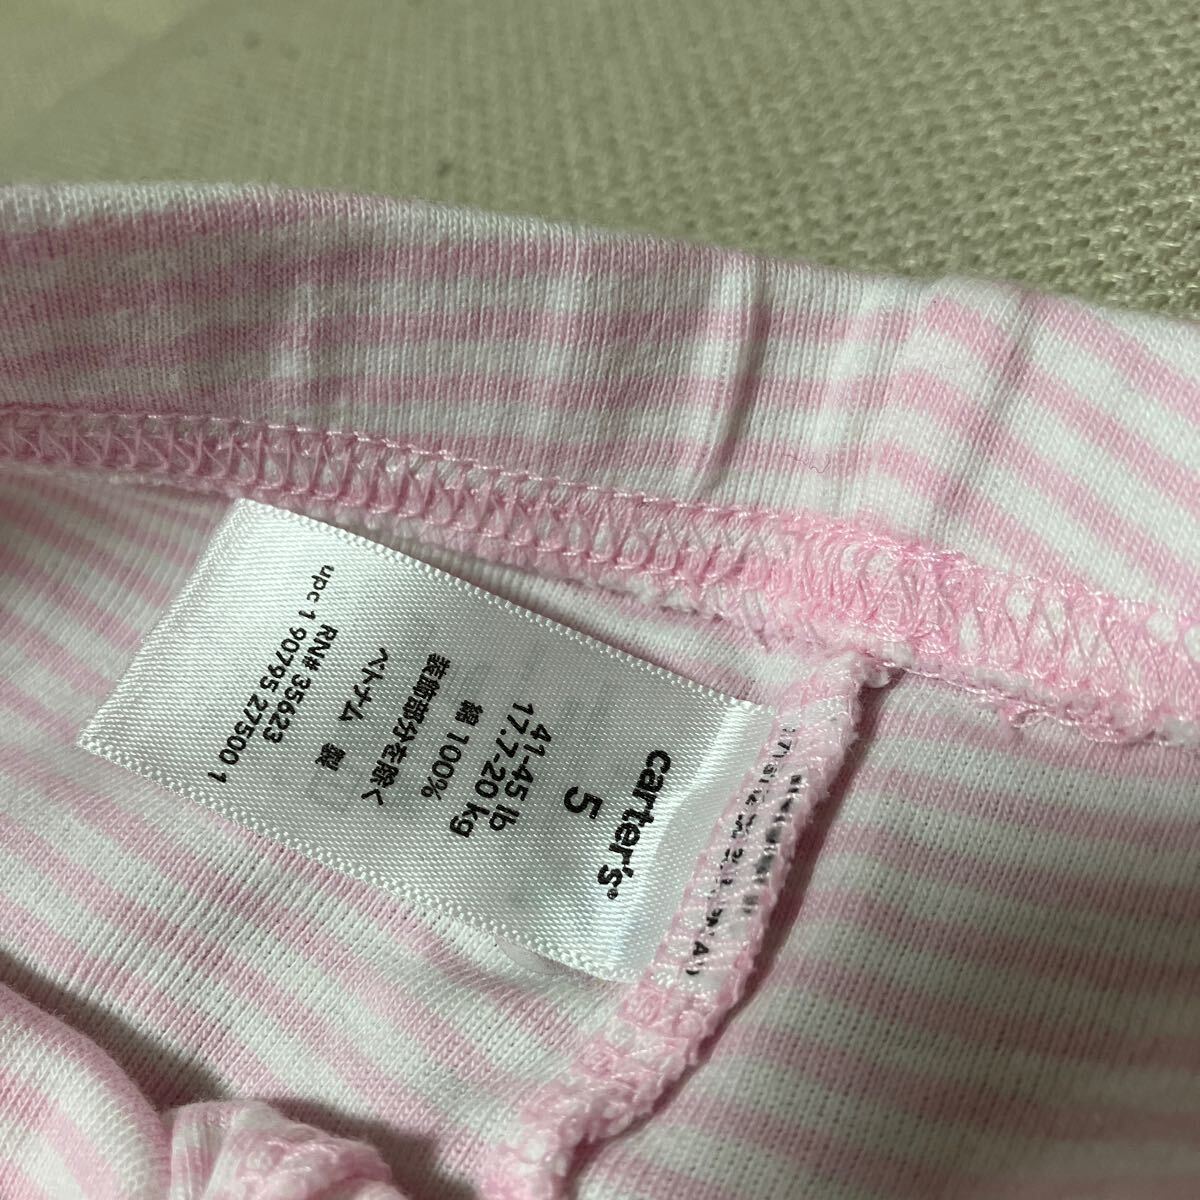 carter's®
5
41-45 lb
17.7-20 kg
綿 100%
装飾部分を除く
ベトナム 製
RN# 35623
upc 1 90795 27500 1